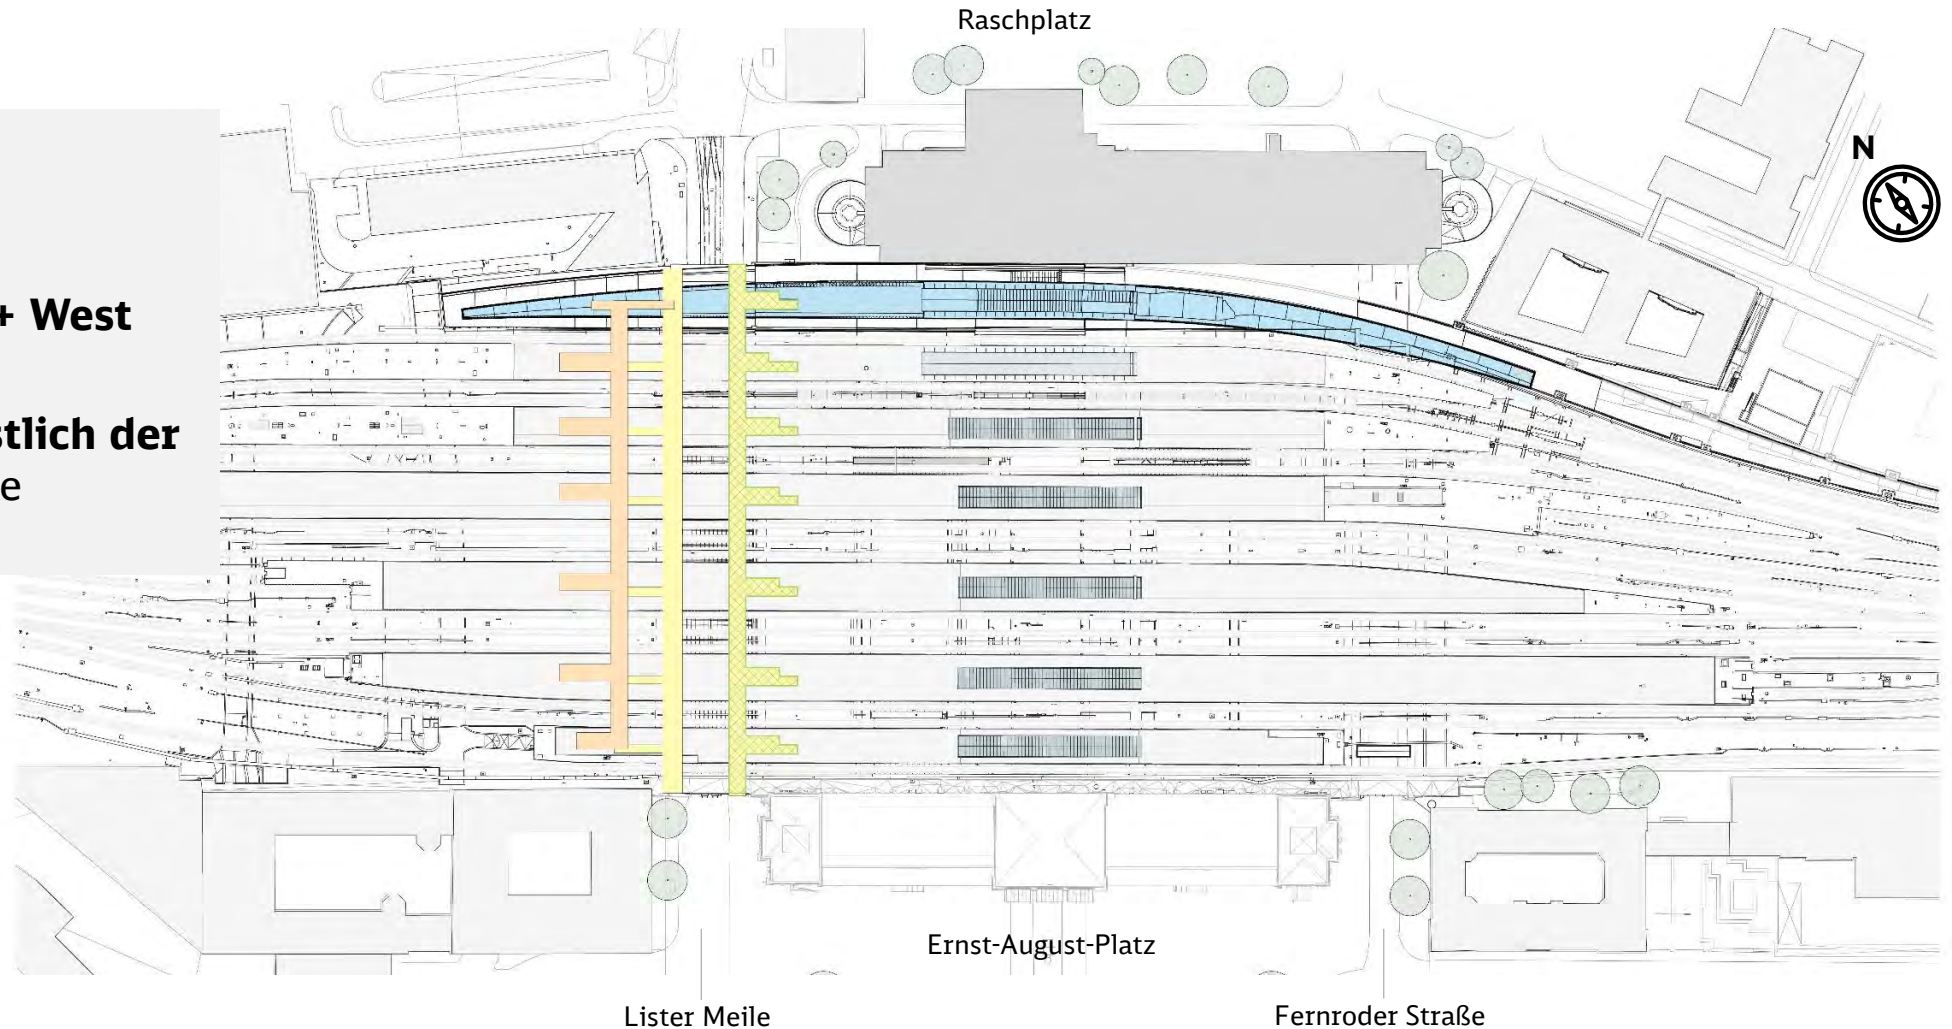 Raschplatz
N
+ West
stlich der
e
Ernst-August-Platz
Lister Meile
Fernroder Straße